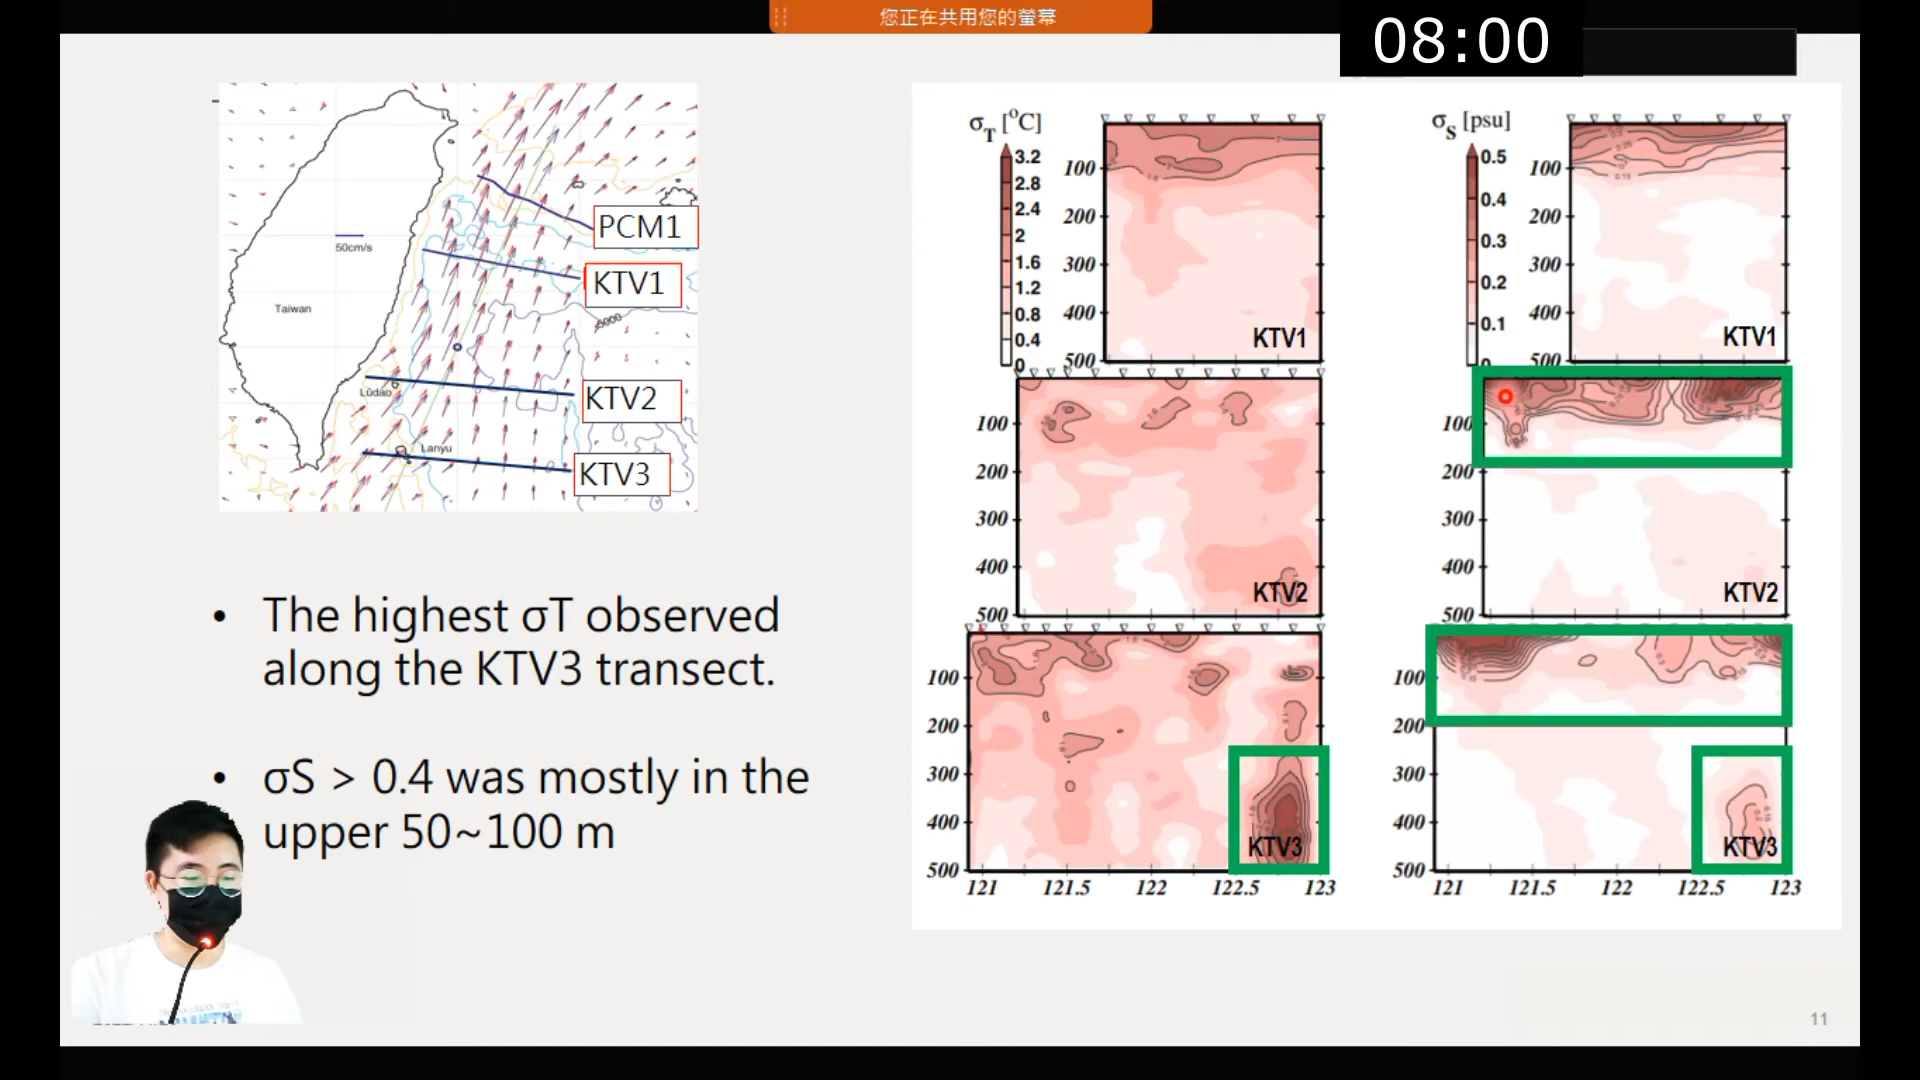 您正在共用您的螢幕
08:00
PCM1
KTV1
KTV2
KTV3
50cm/s
Taiwan
Ludao
Lanyu
• The highest σT observed
along the KTV3 transect.
• σS > 0.4 was mostly in the
upper 50~100 m
σT [°C]
3.2
2.8
2.4
2
1.6
1.2
0.8
0.4
0
100
200
300
400
500
KTV1
σS [psu]
0.5
0.4
0.3
0.2
0.1
0
100
200
300
400
500
KTV1
100
200
300
400
500
KTV2
100
200
300
400
500
KTV2
100
200
300
400
500
KTV3
121 121.5 122 122.5 123
100
200
300
400
500
KTV3
121 121.5 122 122.5 123
11